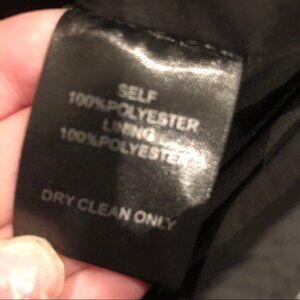 SELF
100%POLYESTER
LINING
100%POLYESTER
DRY CLEAN ONLY